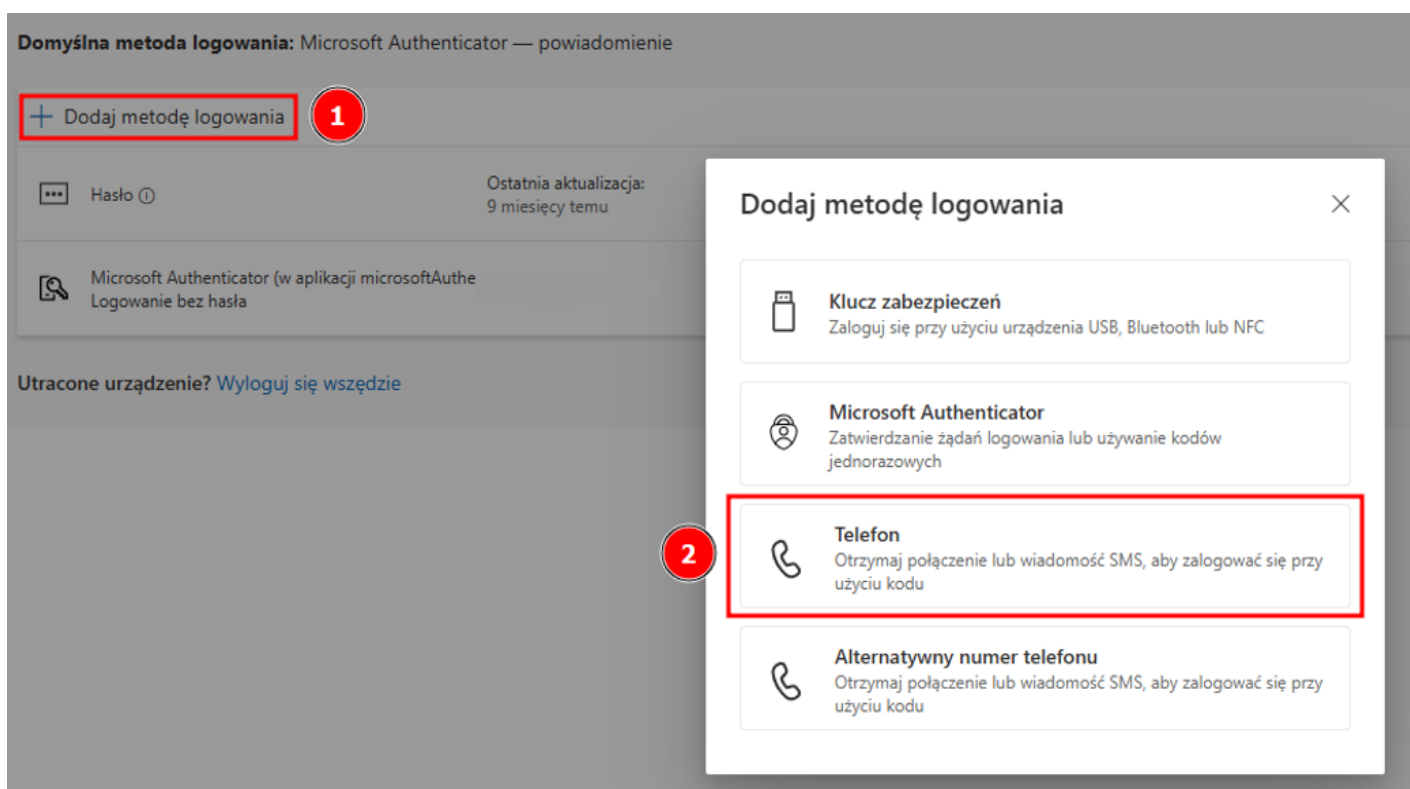 Domyślna metoda logowania: Microsoft Authenticator — powiadomienie
Dodaj metodę logowania
1
Hasło
Ostatnia aktualizacja:
9 miesięcy temu
Microsoft Authenticator (w aplikacji microsoftAuthe
Logowanie bez hasła
Utracone urządzenie? Wyloguj się wszędzie
Dodaj metodę logowania
Klucz zabezpieczeń
Zaloguj się przy użyciu urządzenia USB, Bluetooth lub NFC
Microsoft Authenticator
Zatwierdzanie żądań logowania lub używanie kodów
jednorazowych
2
Telefon
Otrzymaj połączenie lub wiadomość SMS, aby zalogować się przy
użyciu kodu
Alternatywny numer telefonu
Otrzymaj połączenie lub wiadomość SMS, aby zalogować się przy
użyciu kodu